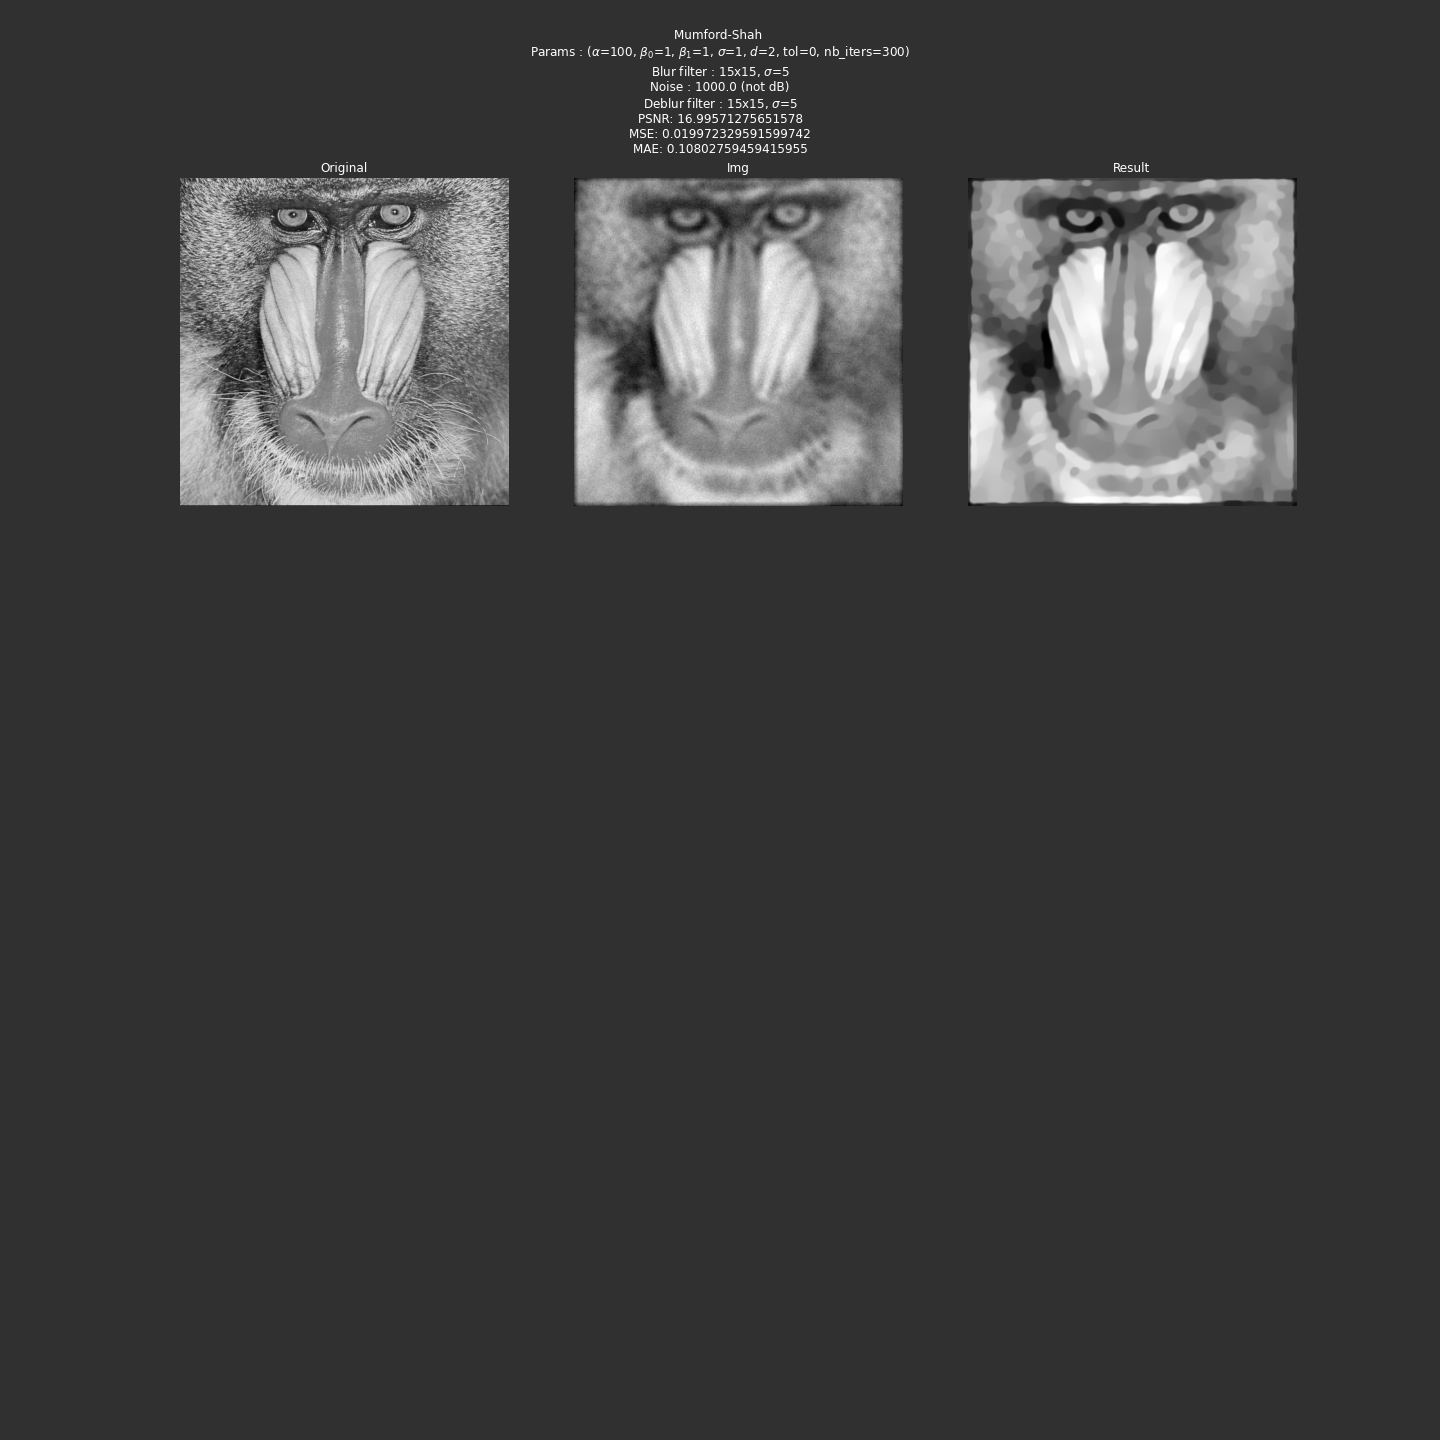 Mumford-Shah
Params : (α=100, β₀=1, β₁=1, σ=1, d=2, tol=0, nb_iters=300)
Blur filter : 15x15, σ=5
Noise : 1000.0 (not dB)
Deblur filter : 15x15, σ=5
PSNR: 16.99571275651578
MSE: 0.019972329591599742
MAE: 0.10802759459415955
Original
Img
Result